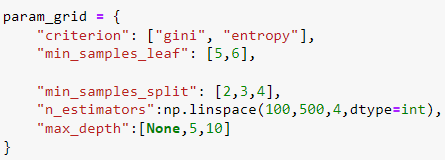 param_grid = {
    "criterion": ["gini", "entropy"],
    "min_samples_leaf": [5,6],
    "min_samples_split": [2,3,4],
    "n_estimators":np.linspace(100,500,4,dtype=int),
    "max_depth":[None,5,10]
}